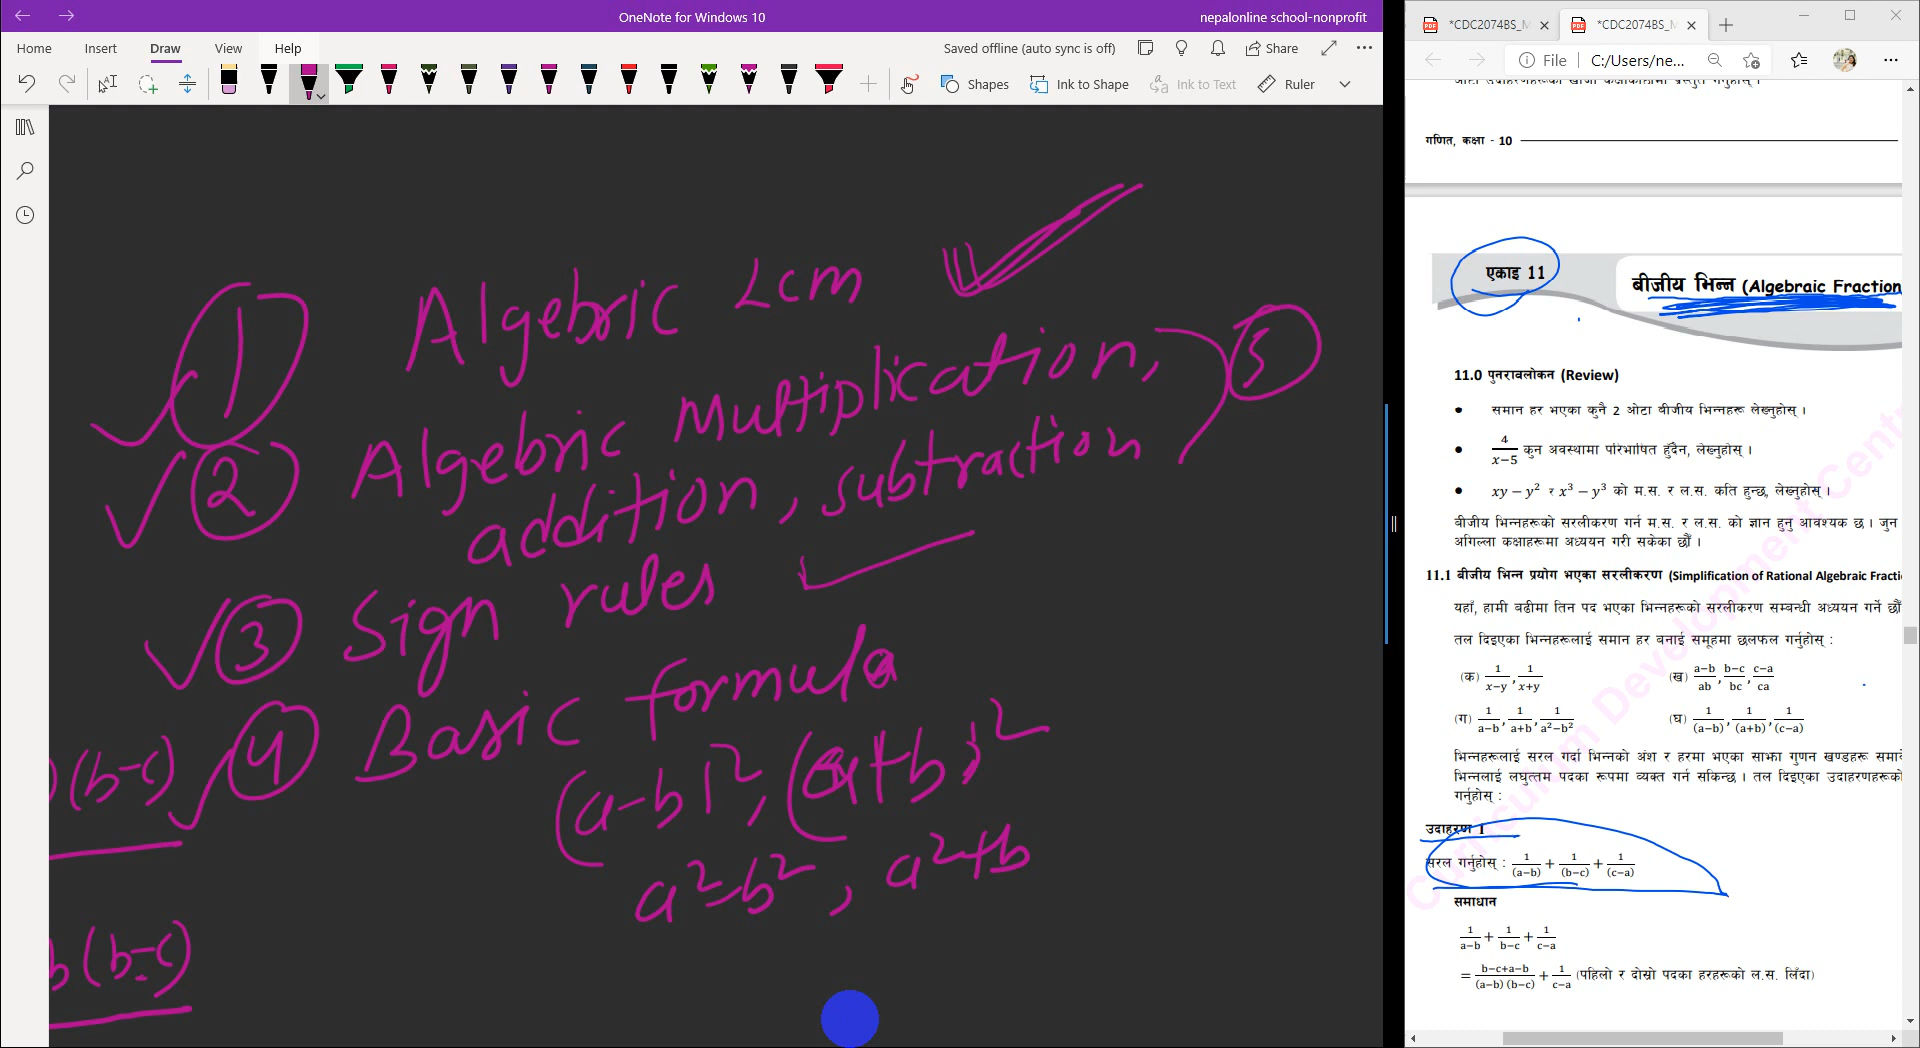 OneNote for Windows 10
nepalonline school-nonprofit
Home Insert Draw View Help
Saved offline (auto sync is off) Share
Shapes Ink to Shape Ink to Text Ruler
① Algebric Lcm
② Algebric Multiplication,
addition, subtraction
③ Sign rules
④ Basic formula
(a-b)², (a+b)²
a²-b², a²+b
)(b-c)
b(b-c)
*CDC2074BS_M *CDC2074BS_M
File C:/Users/ne...
गणित, कक्षा - 10
एकाइ 11
बीजीय भिन्न (Algebraic Fraction
11.0 पुनरावलोकन (Review)
• समान हर भएका कुनै 2 ओटा बीजीय भिन्नहरू लेख्नुहोस् ।
• 4/(x−5) कुन अवस्थामा परिभाषित हुँदैन, लेख्नुहोस् ।
• xy − y² र x³ − y³ को म.स. र ल.स. कति हुन्छ, लेख्नुहोस् ।
बीजीय भिन्नहरूको सरलीकरण गर्न म.स. र ल.स. को ज्ञान हुनु आवश्यक छ । जुन
अगिल्ला कक्षाहरूमा अध्ययन गरी सकेका छौँ ।
11.1 बीजीय भिन्न प्रयोग भएका सरलीकरण (Simplification of Rational Algebraic Fracti
यहाँ, हामी बढीमा तिन पद भएका भिन्नहरूको सरलीकरण सम्बन्धी अध्ययन गर्ने छौँ
तल दिइएका भिन्नहरूलाई समान हर बनाई समूहमा छलफल गर्नुहोस् :
(क) 1/(x−y), 1/(x+y) (ख) (a−b)/ab, (b−c)/bc, (c−a)/ca
(ग) 1/(a−b), 1/(a+b), 1/(a²−b²) (घ) 1/(a−b), 1/(a+b), 1/(c−a)
भिन्नहरूलाई सरल गर्दा भिन्नको अंश र हरमा भएका साझा गुणन खण्डहरू
भिन्नलाई लघुत्तम पदका रूपमा व्यक्त गर्न सकिन्छ । तल दिइएका उदाहरणहरूको
गर्नुहोस् :
उदाहरण 1
सरल गर्नुहोस् : 1/(a−b) + 1/(b−c) + 1/(c−a)
समाधान
1/(a−b) + 1/(b−c) + 1/(c−a)
= (b−c+a−b)/((a−b)(b−c)) + 1/(c−a) (पहिलो र दोस्रो पदका हरहरूको ल.स. लिँदा)
Curriculum Development Centr